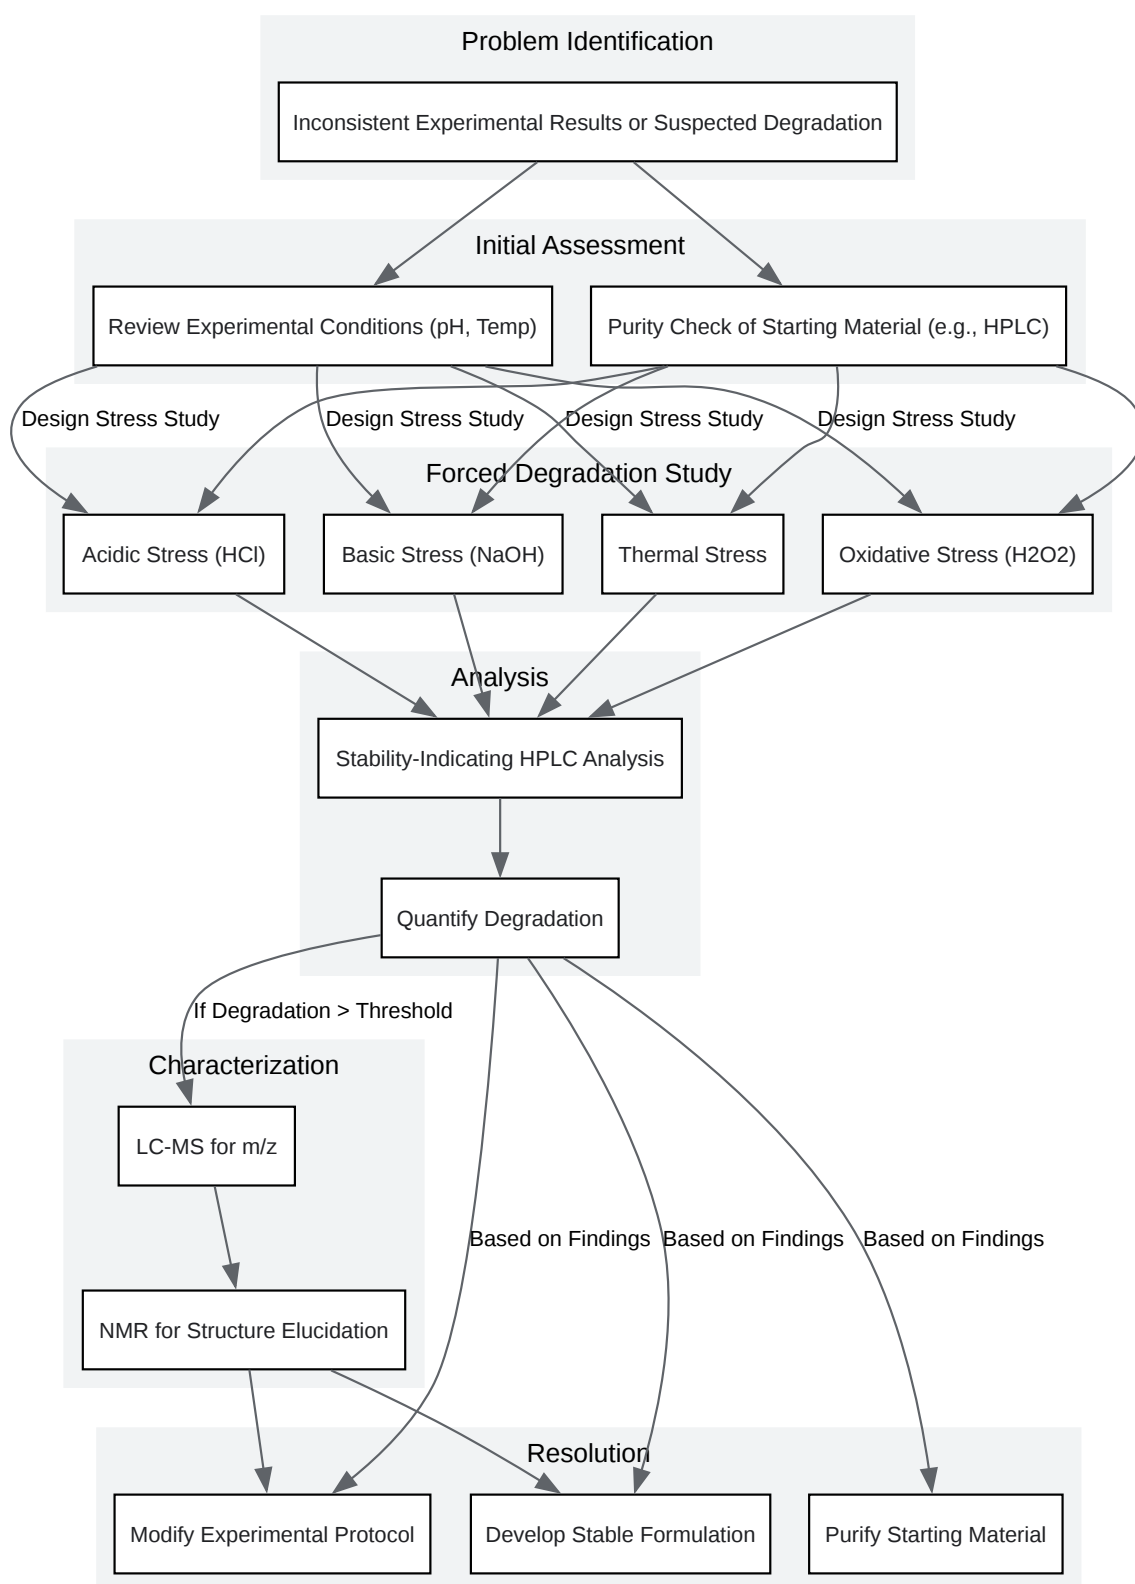 Problem Identification
Inconsistent Experimental Results or Suspected Degradation
Initial Assessment
Review Experimental Conditions (pH, Temp)
Purity Check of Starting Material (e.g., HPLC)
Design Stress Study
Design Stress Study
Design Stress Study
Design Stress Study
Forced Degradation Study
Acidic Stress (HCl)
Basic Stress (NaOH)
Thermal Stress
Oxidative Stress (H2O2)
Analysis
Stability-Indicating HPLC Analysis
Quantify Degradation
If Degradation > Threshold
Characterization
LC-MS for m/z
Based on Findings
Based on Findings
Based on Findings
NMR for Structure Elucidation
Resolution
Modify Experimental Protocol
Develop Stable Formulation
Purify Starting Material